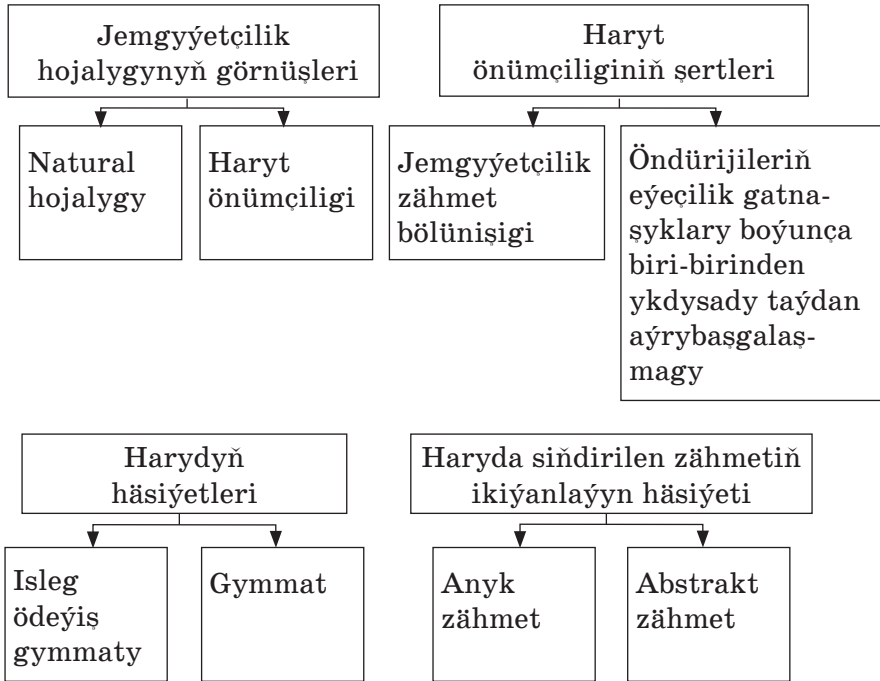 Jemgyýetçilik
hojalygynyň görnüşleri
Natural
hojalygy
Haryt
önümçiligi
Haryt
önümçiliginiň şertleri
Jemgyýetçilik
zähmet
bölünişigi
Öndürijileriň
eýeçilik gatna-
şyklary boýunça
biri-birinden
ykdysady taýdan
aýrybaşgalaş-
magy
Harydyň
häsiýetleri
Isleg
ödeýiş
gymmaty
Gymmat
Haryda siňdirilen zähmetiň
ikiýanlaýyn häsiýeti
Anyk
zähmet
Abstrakt
zähmet